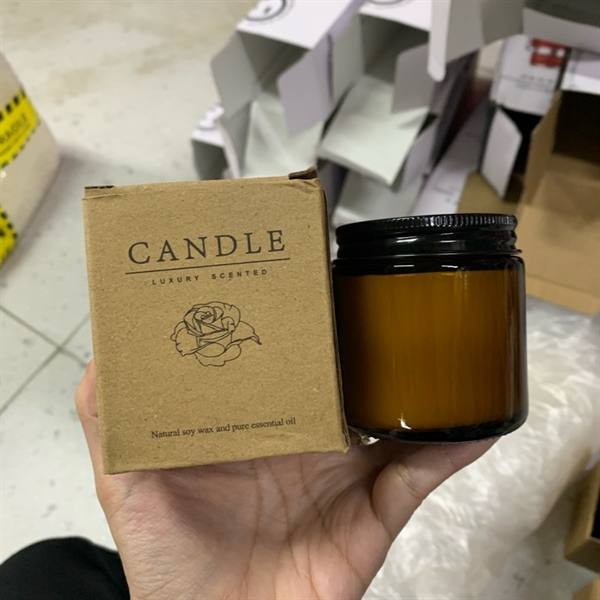 CANDLE
LUXURY SCENTED
Natural soy wax and pure essential oil